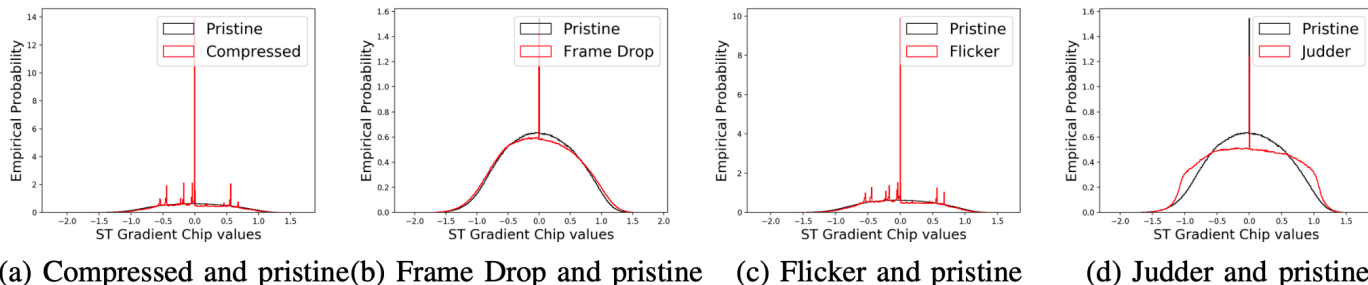 Pristine
Compressed
Empirical Probability
14
12
10
8
6
4
2
0
−2.0 −1.5 −1.0 −0.5 0.0 0.5 1.0 1.5
ST Gradient Chip values
(a) Compressed and pristine
Pristine
Frame Drop
Empirical Probability
1.4
1.2
1.0
0.8
0.6
0.4
0.2
0.0
−2.0 −1.5 −1.0 −0.5 0.0 0.5 1.0 1.5 2.0
ST Gradient Chip values
(b) Frame Drop and pristine
Pristine
Flicker
Empirical Probability
10
8
6
4
2
0
−2.0 −1.5 −1.0 −0.5 0.0 0.5 1.0 1.5
ST Gradient Chip values
(c) Flicker and pristine
Pristine
Judder
Empirical Probability
1.6
1.4
1.2
1.0
0.8
0.6
0.4
0.2
0.0
−2.0 −1.5 −1.0 −0.5 0.0 0.5 1.0 1.5
ST Gradient Chip values
(d) Judder and pristine